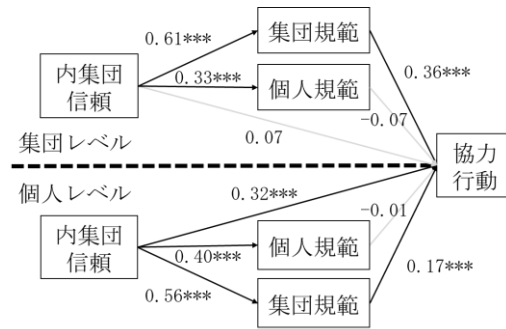 集団規範
0.61***
0.36***
内集団
信頼
0.33***
個人規範
-0.07
0.07
集団レベル
協力
行動
個人レベル
0.32***
-0.01
内集団
信頼
0.40***
個人規範
0.17***
0.56***
集団規範